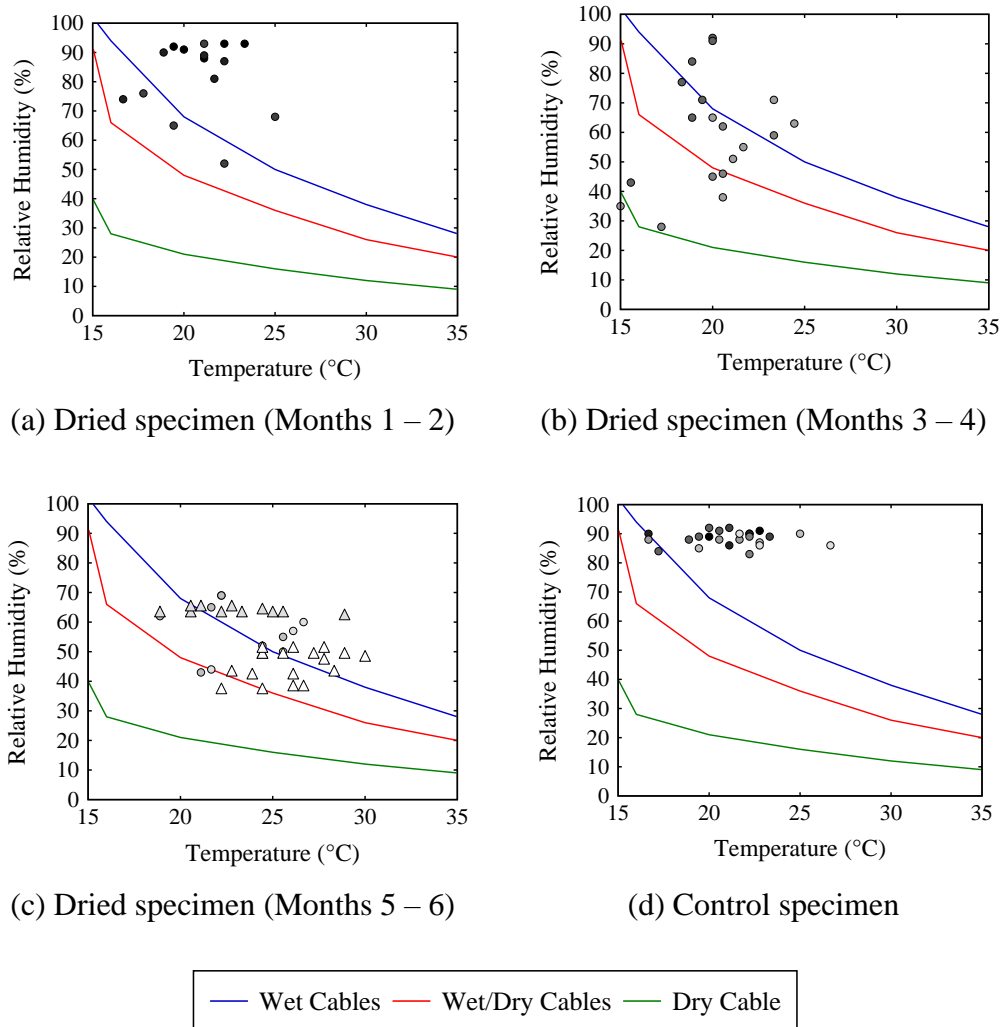 100
90
80
70
60
50
40
30
20
10
0
Relative Humidity (%)
15 20 25 30 35
Temperature (°C)
(a) Dried specimen (Months 1 – 2)
100
90
80
70
60
50
40
30
20
10
0
Relative Humidity (%)
15 20 25 30 35
Temperature (°C)
(b) Dried specimen (Months 3 – 4)
100
90
80
70
60
50
40
30
20
10
0
Relative Humidity (%)
15 20 25 30 35
Temperature (°C)
(c) Dried specimen (Months 5 – 6)
100
90
80
70
60
50
40
30
20
10
0
Relative Humidity (%)
15 20 25 30 35
Temperature (°C)
(d) Control specimen
Wet Cables Wet/Dry Cables Dry Cable